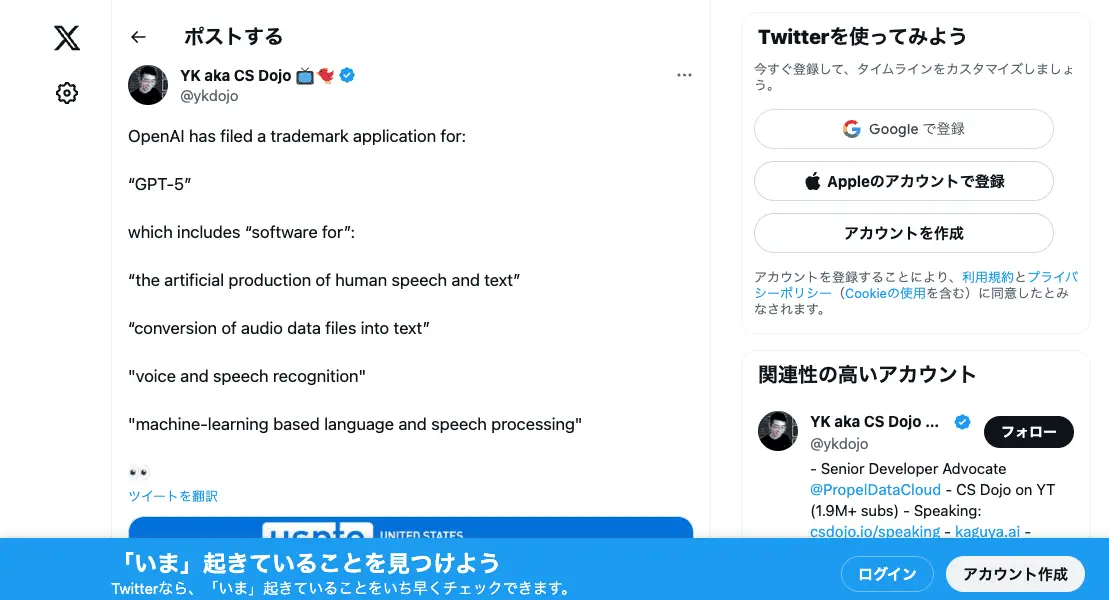 ポストする
YK aka CS Dojo
@ykdojo
OpenAI has filed a trademark application for:
“GPT-5”
which includes “software for”:
“the artificial production of human speech and text”
“conversion of audio data files into text”
"voice and speech recognition"
"machine-learning based language and speech processing"
ツイートを翻訳
uspto UNITED STATES
Twitterを使ってみよう
今すぐ登録して、タイムラインをカスタマイズしましょ
う。
Google で登録
Appleのアカウントで登録
アカウントを作成
アカウントを登録することにより、利用規約とプライバ
シーポリシー（Cookieの使用を含む）に同意したとみ
なされます。
関連性の高いアカウント
YK aka CS Dojo ...
@ykdojo
フォロー
- Senior Developer Advocate
@PropelDataCloud - CS Dojo on YT
(1.9M+ subs) - Speaking:
csdojo.io/speaking - kaguya.ai -
「いま」起きていることを見つけよう
Twitterなら、「いま」起きていることをいち早くチェックできます。
ログイン
アカウント作成